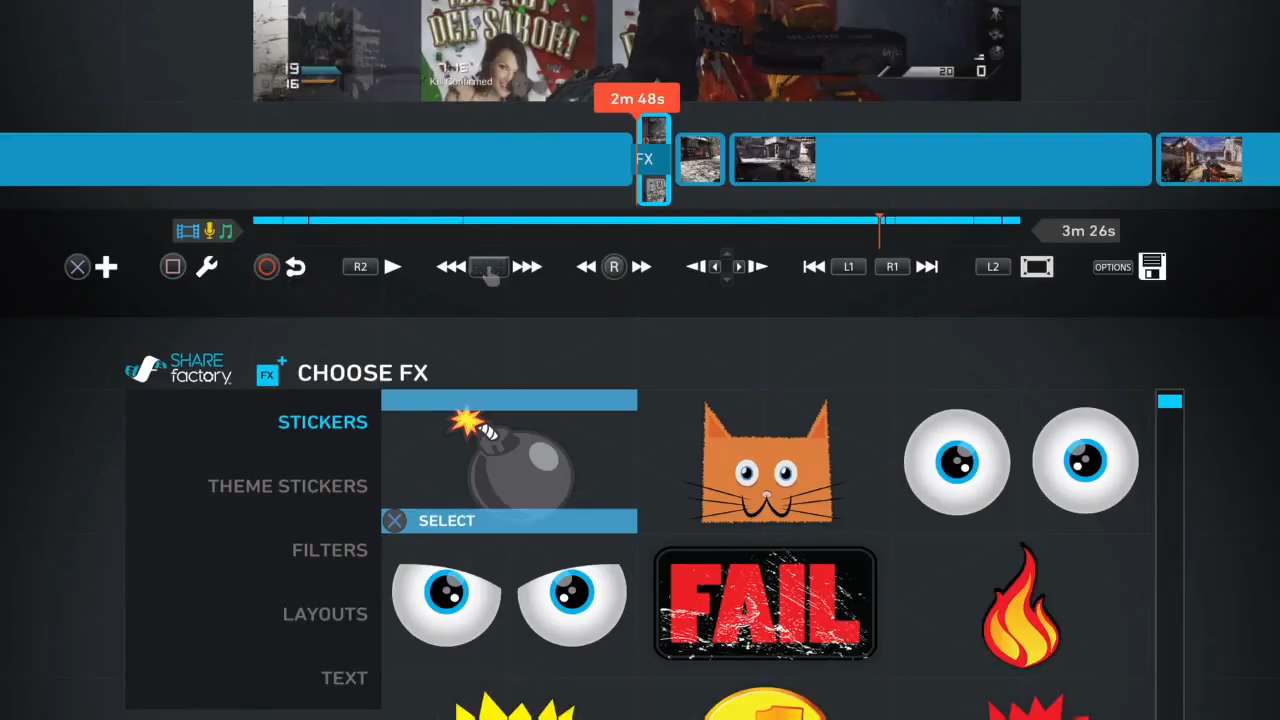 DEL SABOR!
7:16
Kill Confirmed
20
0
2m 48s
FX
3m 26s
R2
R
L1
R1
L2
OPTIONS
SHARE
factory
FX
CHOOSE FX
STICKERS
THEME STICKERS
SELECT
FILTERS
FAIL
LAYOUTS
TEXT